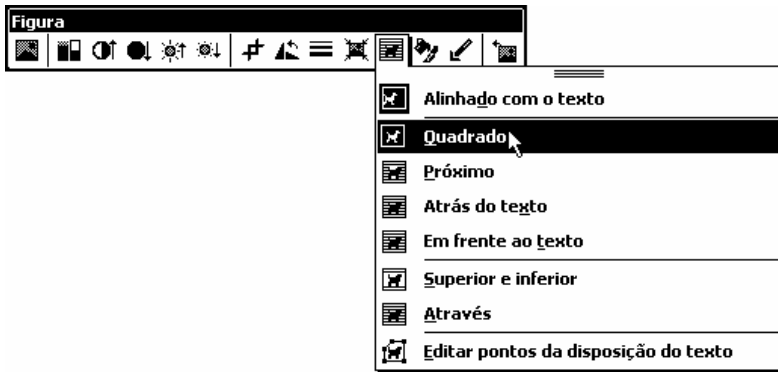 Figura
Alinhado com o texto
Quadrado
Próximo
Atrás do texto
Em frente ao texto
Superior e inferior
Através
Editar pontos da disposição do texto